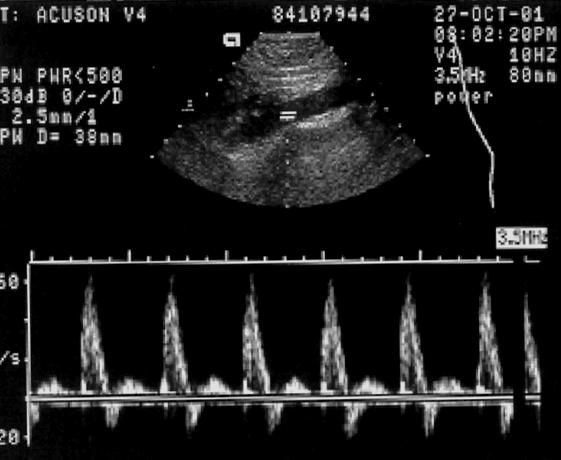 T: ACUSON V4
84107944
27-OCT-01
08:02:20PM
V4 10HZ
3.5MHz 80mm
power
PW PWR<500
30dB 0/-/D
2.5mm/1
PW D= 38mm
3.5MHz
60
/s
20